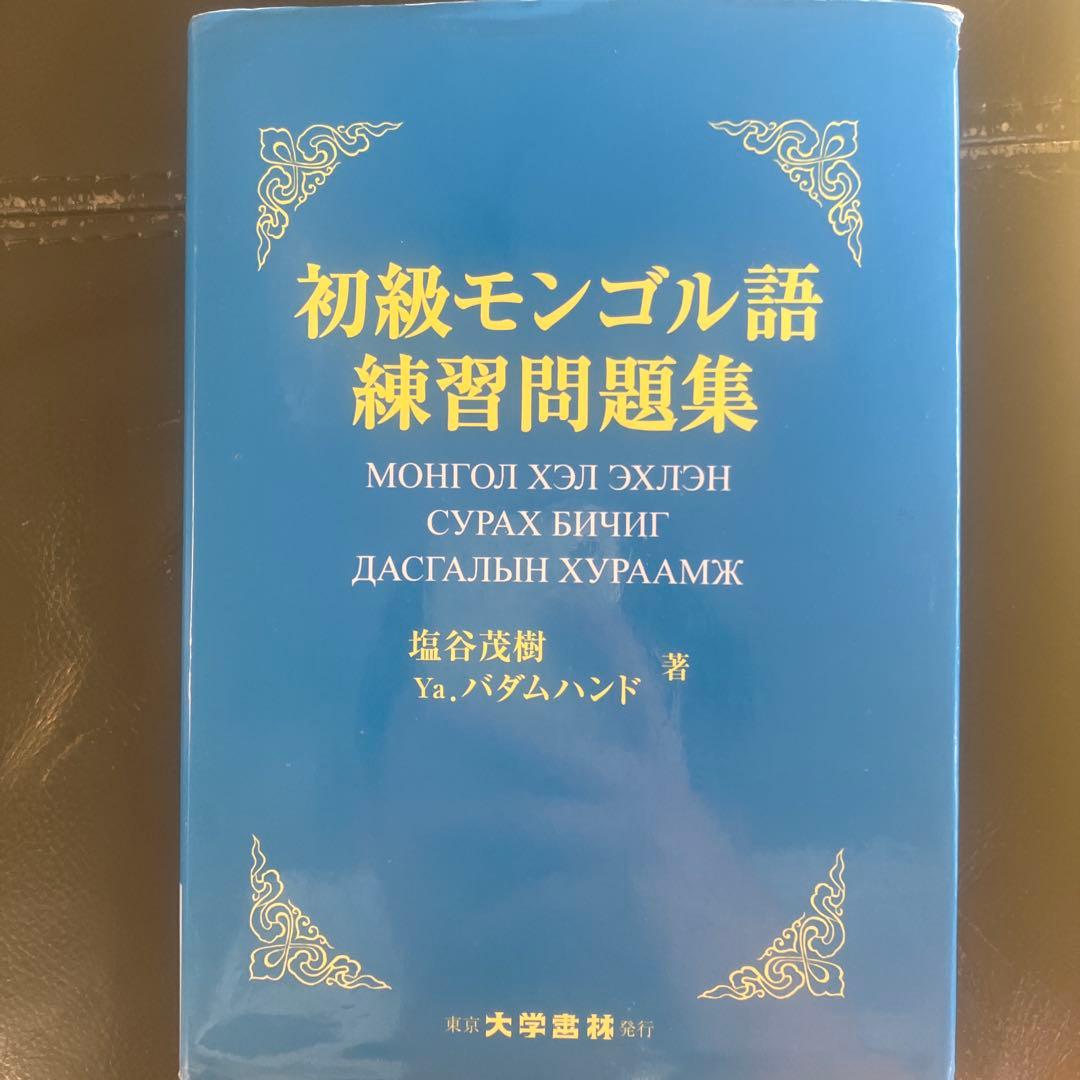 初級モンゴル語
練習問題集
МОНГОЛ ХЭЛ ЭХЛЭН
СУРАХ БИЧИГ
ДАСГАЛЫН ХУРААМЖ
塩谷茂樹
Ya.バダムハンド
著
東京 大学書林 発行